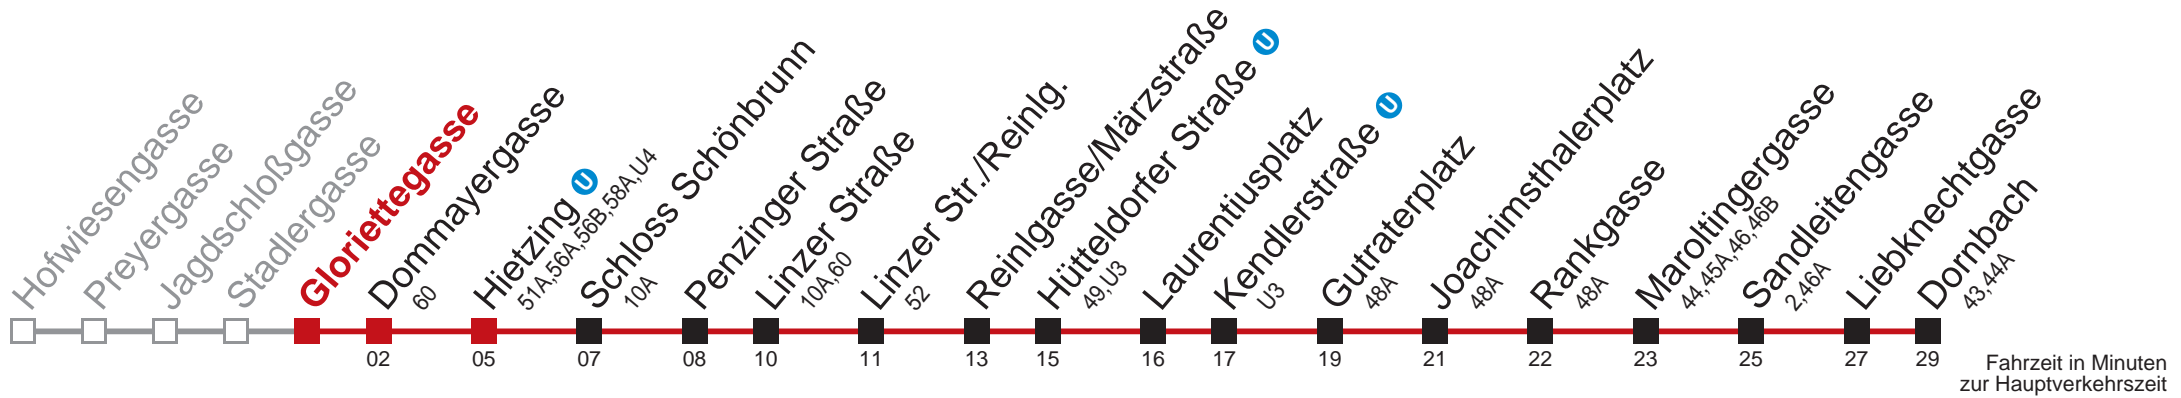 Hofwiesengasse
Preyergasse
Jagdschloßgasse
Stadlergasse
Gloriettegasse
Dommayergasse
60
Hietzing U
51A,56A,56B,58A,U4
Schloss Schönbrunn
10A
Penzinger Straße
Linzer Straße
10A,60
Linzer Str./Reinlg.
52
Reinlgasse/Märzstraße
Hütteldorfer Straße U
49,U3
Laurentiusplatz
Kendlerstraße U
U3
Gutraterplatz
48A
Joachimsthalerplatz
48A
Rankgasse
48A
Maroltingergasse
44,45A,46,46B
Sandleitengasse
2,46A
Liebknechtgasse
Dornbach
43,44A
02 05 07 08 10 11 13 15 16 17 19 21 22 23 25 27 29
Fahrzeit in Minuten
zur Hauptverkehrszeit